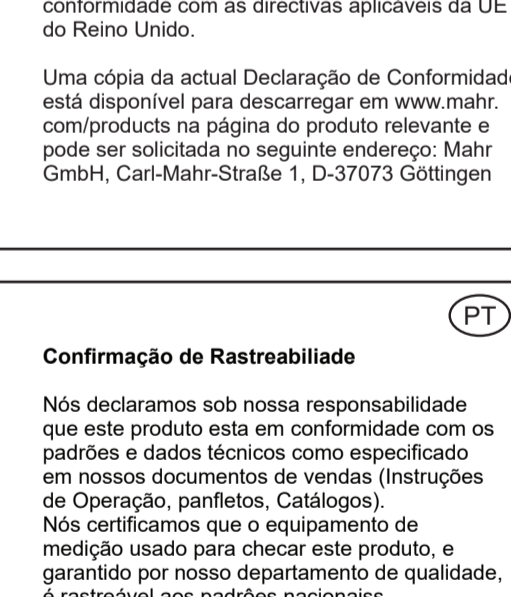 conformidade com as directivas aplicáveis da UE
do Reino Unido.
Uma cópia da actual Declaração de Conformidade
está disponível para descarregar em www.mahr.
com/products na página do produto relevante e
pode ser solicitada no seguinte endereço: Mahr
GmbH, Carl-Mahr-Straße 1, D-37073 Göttingen
PT
Confirmação de Rastreabiliade
Nós declaramos sob nossa responsabilidade
que este produto esta em conformidade com os
padrões e dados técnicos como especificado
em nossos documentos de vendas (Instruções
de Operação, panfletos, Catálogos).
Nós certificamos que o equipamento de
medição usado para checar este produto, e
garantido por nosso departamento de qualidade,
é rastreável aos padrões nacionaiss